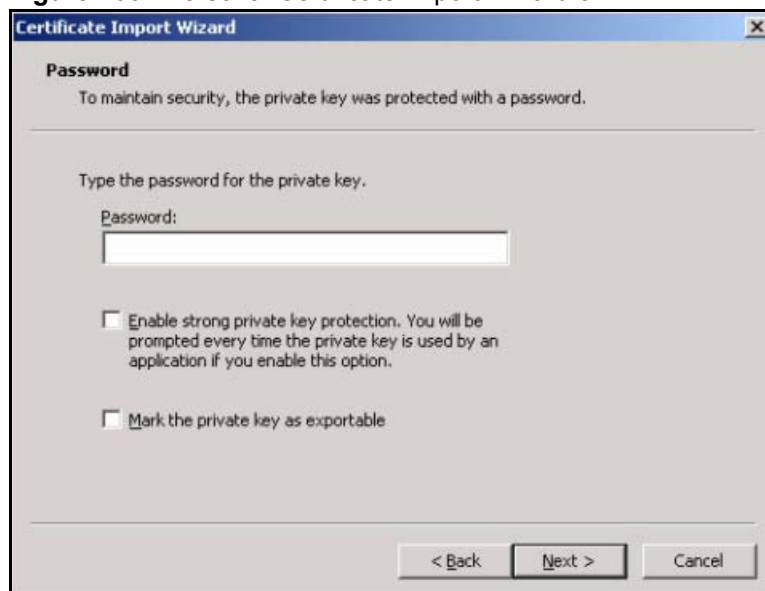 Certificate Import Wizard
Password
To maintain security, the private key was protected with a password.
Type the password for the private key.
Password:
Enable strong private key protection. You will
be prompted every time the private key is used by an
application if you enable this option.
Mark the private key as exportable
< Back Next > Cancel